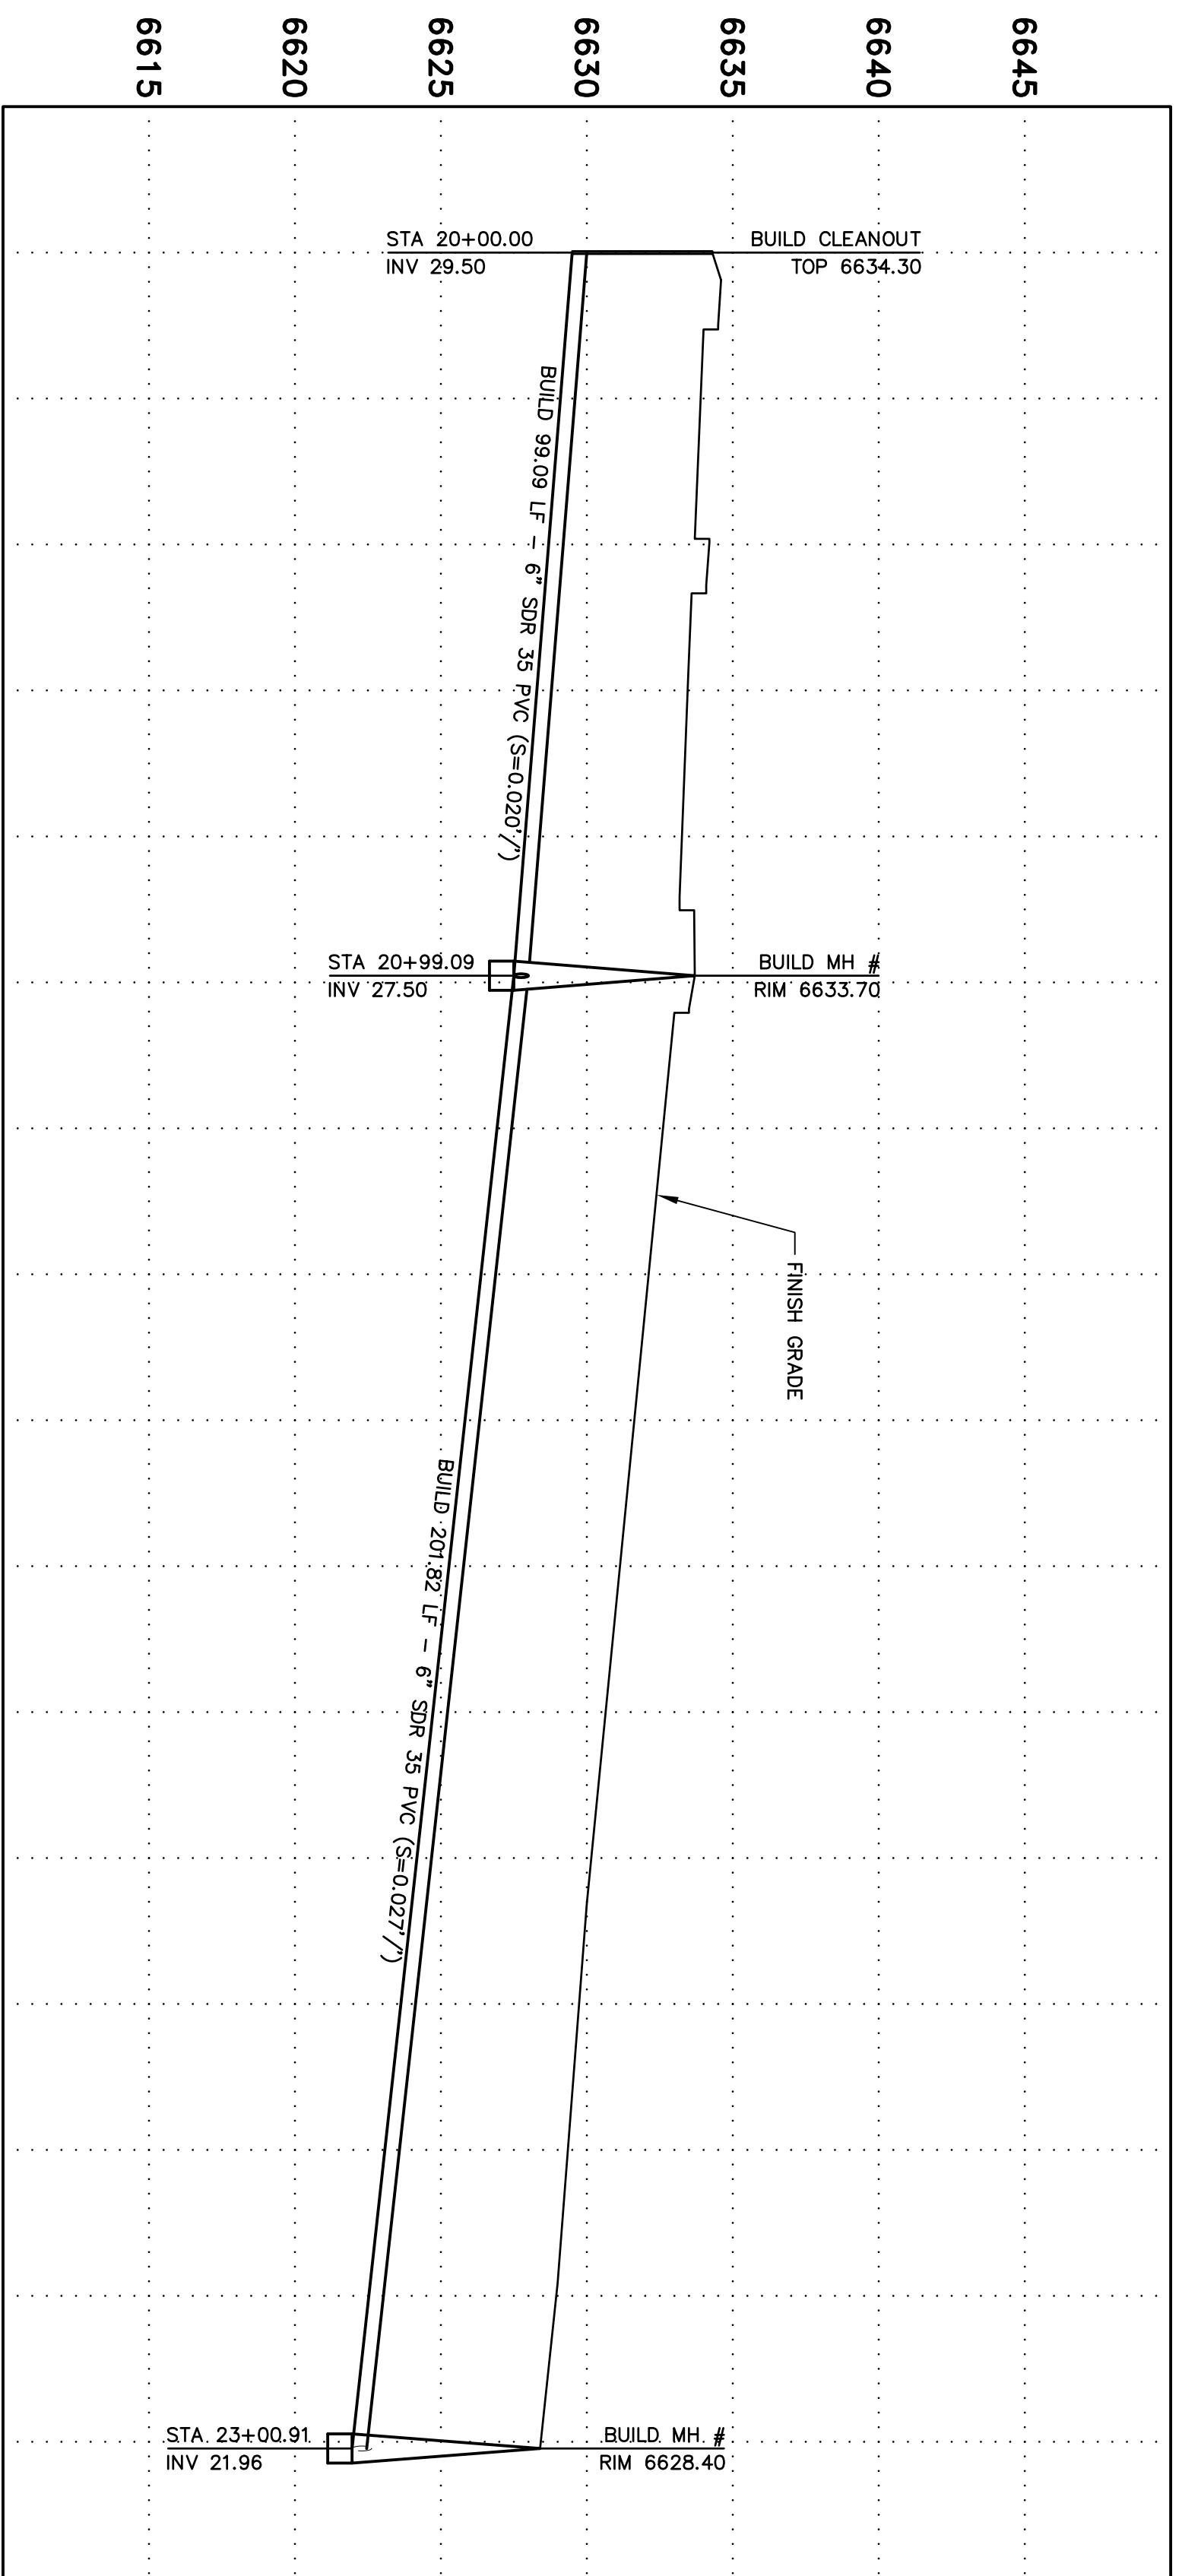 6615
6620
6625
6630
6635
6640
6645
STA 20+00.00
INV 29.50
BUILD CLEANOUT
TOP 6634.30
BUILD 99.09 LF – 6" SDR 35 PVC (S=0.020'/')
STA 20+99.09
INV 27.50
BUILD MH #
RIM 6633.70
FINISH GRADE
BUILD 201.82 LF – 6" SDR 35 PVC (S=0.027'/')
STA 23+00.91
INV 21.96
BUILD MH #
RIM 6628.40